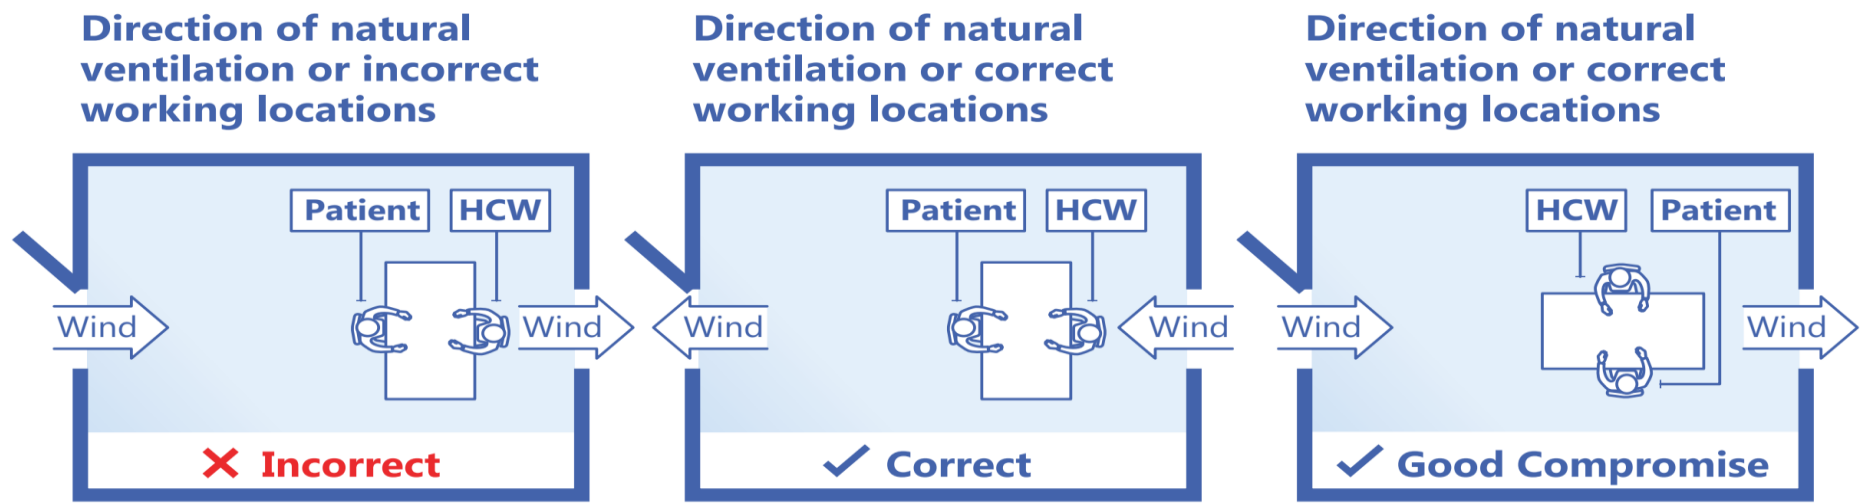 Direction of natural
ventilation or incorrect
working locations
Patient
HCW
Wind
Wind
Incorrect
Direction of natural
ventilation or correct
working locations
Patient
HCW
Wind
Wind
Correct
Direction of natural
ventilation or correct
working locations
HCW
Patient
Wind
Wind
Good Compromise